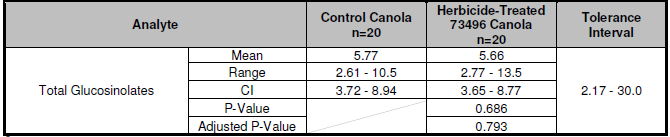 Analyte Control Canola n=20 Herbicide-Treated 73496 Canola n=20 Tolerance Interval
Total Glucosinolates Mean 5.77 5.66 2.17 - 30.0
Range 2.61 - 10.5 2.77 - 13.5
CI 3.72 - 8.94 3.65 - 8.77
P-Value 0.686
Adjusted P-Value 0.793